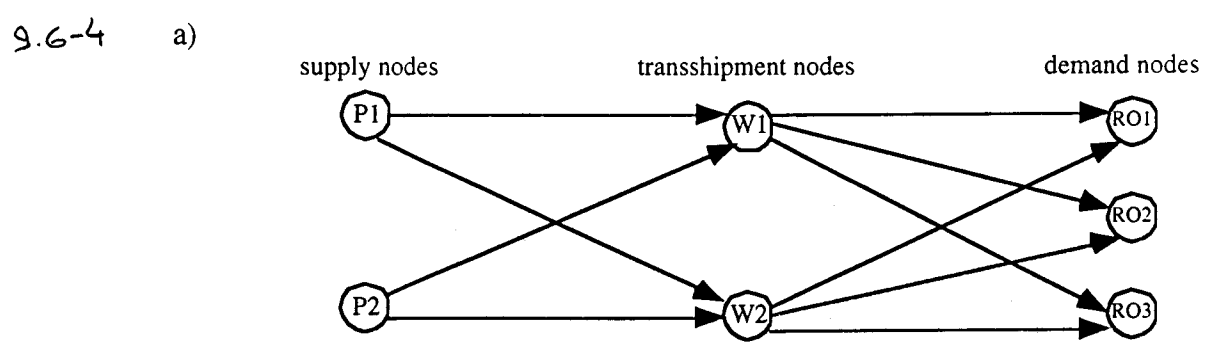 9.6-4 a)
supply nodes transshipment nodes demand nodes
P1 W1 RO1
RO2
P2 W2 RO3